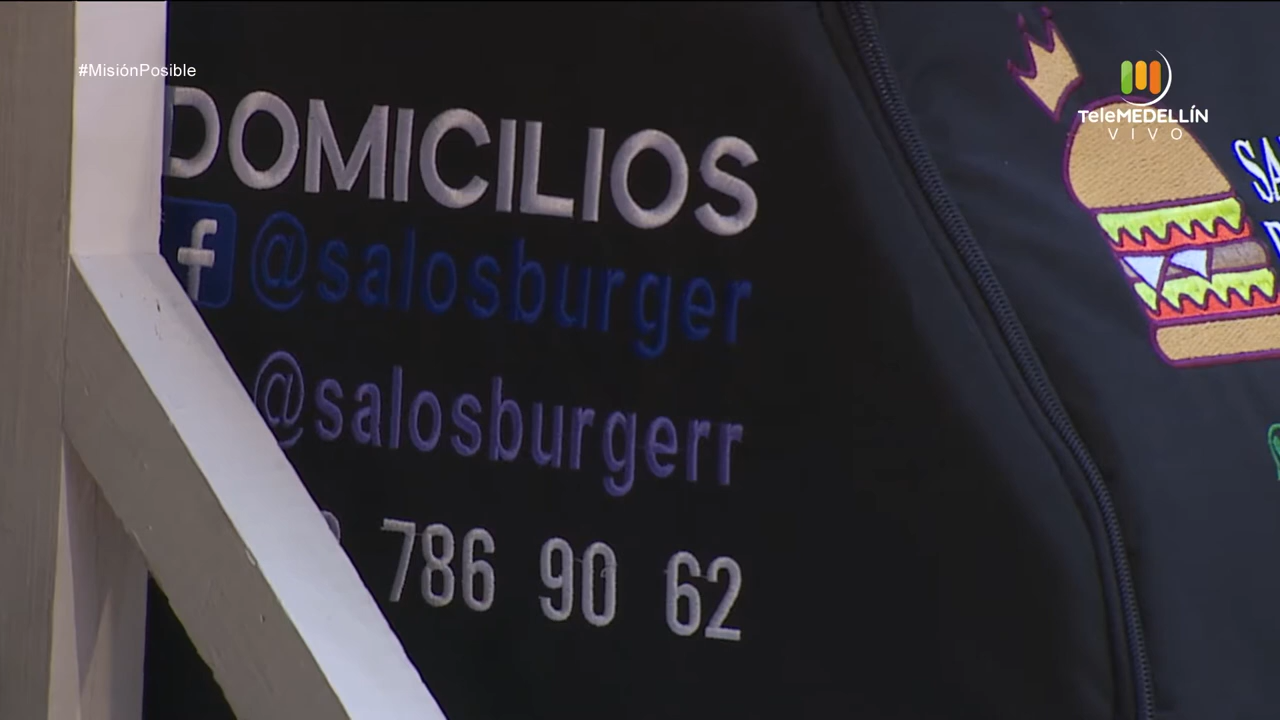 #MisiónPosible
TeleMEDELLÍN
VIVO
DOMICILIOS
@salosburger
@salosburgerr
786 90 62